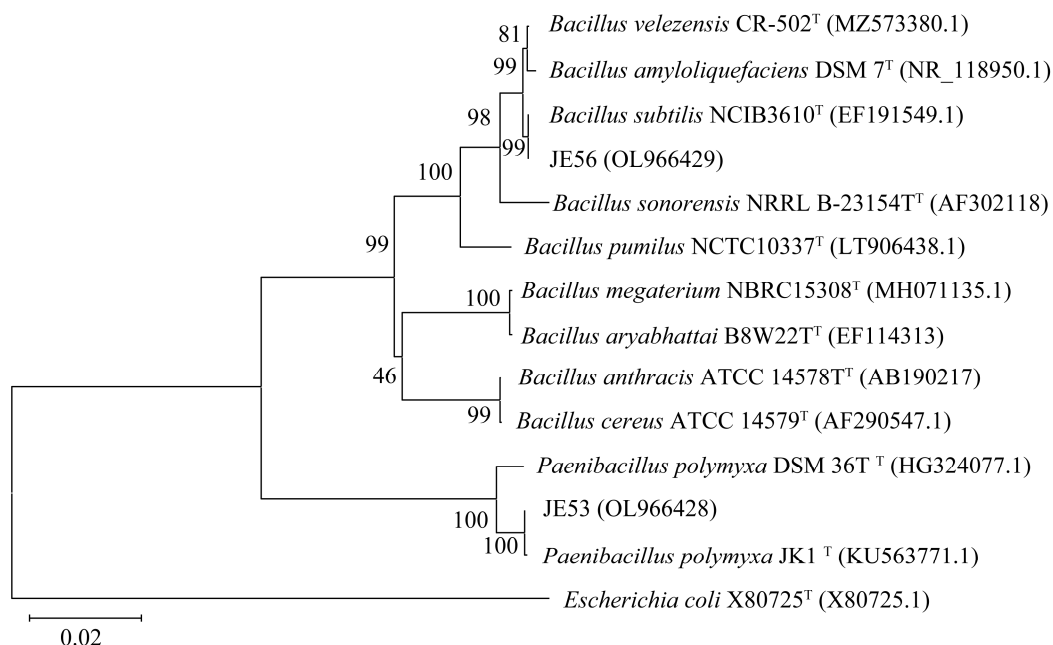 Bacillus velezensis CR-502ᵀ (MZ573380.1)
81
99
Bacillus amyloliquefaciens DSM 7ᵀ (NR_118950.1)
98
Bacillus subtilis NCIB3610ᵀ (EF191549.1)
99
JE56 (OL966429)
100
Bacillus sonorensis NRRL B-23154Tᵀ (AF302118)
99
Bacillus pumilus NCTC10337ᵀ (LT906438.1)
100
Bacillus megaterium NBRC15308ᵀ (MH071135.1)
Bacillus aryabhattai B8W22Tᵀ (EF114313)
46
Bacillus anthracis ATCC 14578Tᵀ (AB190217)
99
Bacillus cereus ATCC 14579ᵀ (AF290547.1)
Paenibacillus polymyxa DSM 36T ᵀ (HG324077.1)
JE53 (OL966428)
100
100
Paenibacillus polymyxa JK1 ᵀ (KU563771.1)
Escherichia coli X80725ᵀ (X80725.1)
0.02